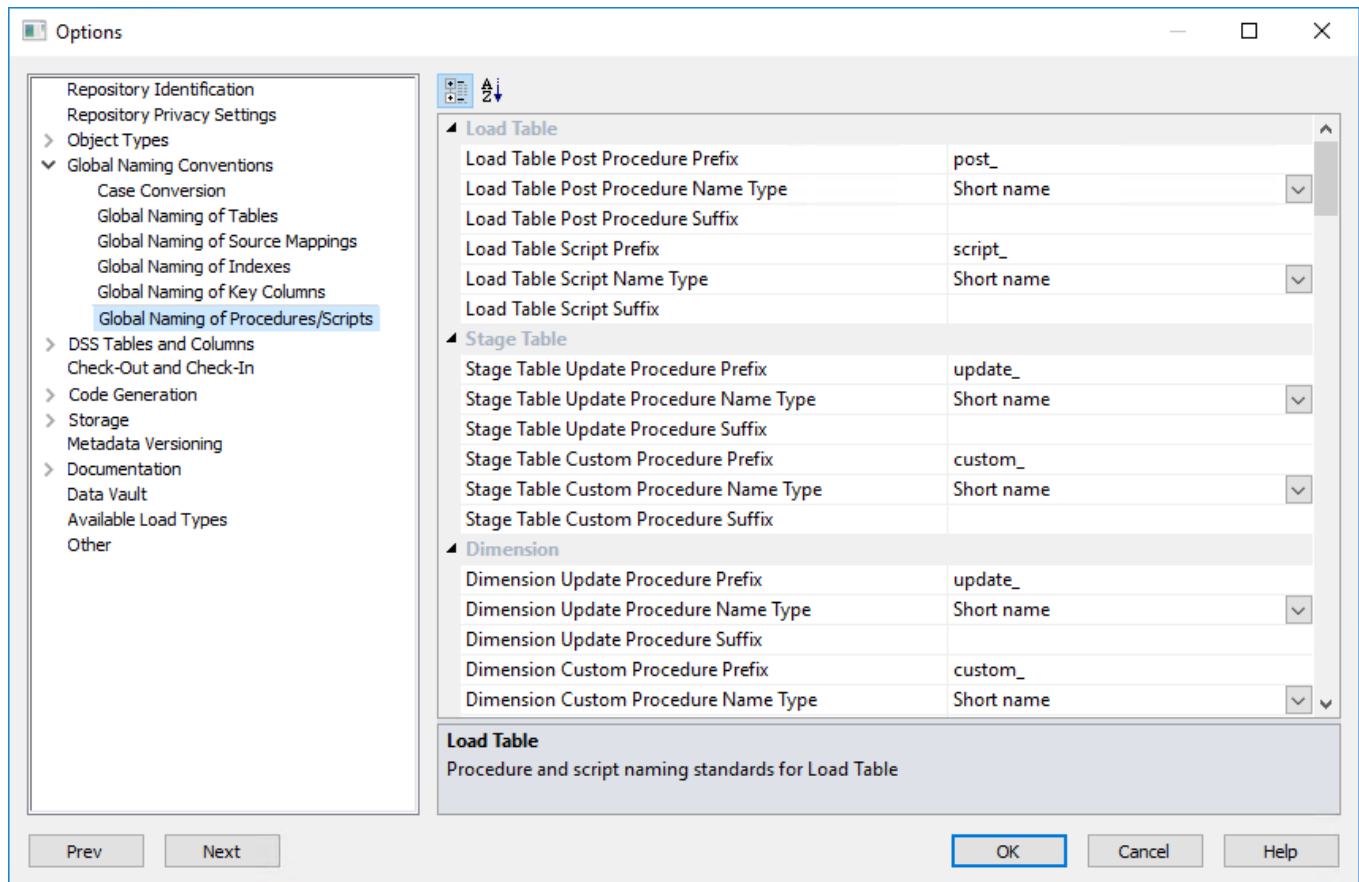 Options
Repository Identification
Repository Privacy Settings
Object Types
Global Naming Conventions
Case Conversion
Global Naming of Tables
Global Naming of Source Mappings
Global Naming of Indexes
Global Naming of Key Columns
Global Naming of Procedures/Scripts
DSS Tables and Columns
Check-Out and Check-In
Code Generation
Storage
Metadata Versioning
Documentation
Data Vault
Available Load Types
Other
Load Table
Load Table Post Procedure Prefix post_
Load Table Post Procedure Name Type Short name
Load Table Post Procedure Suffix
Load Table Script Prefix script_
Load Table Script Name Type Short name
Load Table Script Suffix
Stage Table
Stage Table Update Procedure Prefix update_
Stage Table Update Procedure Name Type Short name
Stage Table Update Procedure Suffix
Stage Table Custom Procedure Prefix custom_
Stage Table Custom Procedure Name Type Short name
Stage Table Custom Procedure Suffix
Dimension
Dimension Update Procedure Prefix update_
Dimension Update Procedure Name Type Short name
Dimension Update Procedure Suffix
Dimension Custom Procedure Prefix custom_
Dimension Custom Procedure Name Type Short name
Load Table
Procedure and script naming standards for Load Table
Prev Next OK Cancel Help